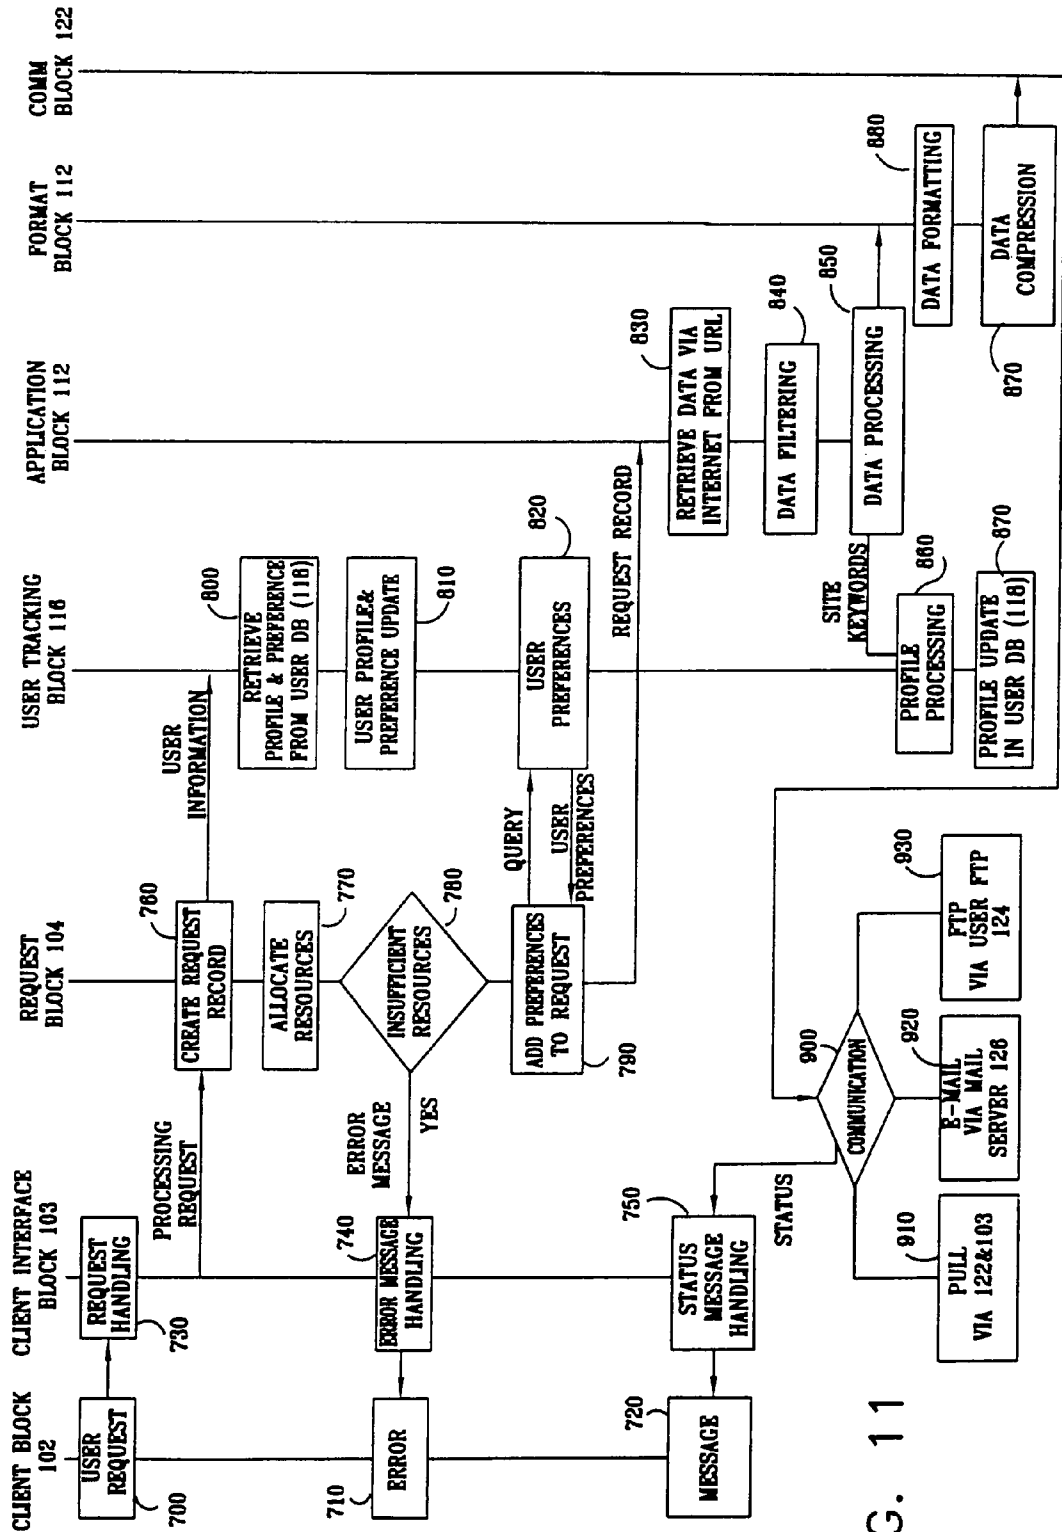 CLIENT BLOCK
102
CLIENT INTERFACE
BLOCK 103
REQUEST
BLOCK 104
USER TRACKING
BLOCK 116
APPLICATION
BLOCK 112
FORMAT
BLOCK 112
COMM
BLOCK 122
USER
REQUEST
700
REQUEST
HANDLING
730
PROCESSING
REQUEST
760
CREATE REQUEST
RECORD
USER
INFORMATION
800
RETRIEVE
PROFILE & PREFERENCE
FROM USER DB (118)
770
ALLOCATE
RESOURCES
USER PROFILE&
PREFERENCE UPDATE
810
710
ERROR
740
ERROR MESSAGE
HANDLING
ERROR
MESSAGE
YES
INSUFFICIENT
RESOURCES
780
ADD PREFERENCES
TO REQUEST
790
QUERY
USER
PREFERENCES
USER
PREFERENCES
820
REQUEST RECORD
830
RETRIEVE DATA VIA
INTERNET FROM URL
DATA FILTERING
840
DATA PROCESSING
850
SITE
KEYWORDS
PROFILE
PROCESSING
860
PROFILE UPDATE
IN USER DB (118)
870
DATA FORMATTING
880
DATA
COMPRESSION
870
720
MESSAGE
750
STATUS
MESSAGE
HANDLING
STATUS
COMMUNICATION
900
910
PULL
VIA 122&103
920
E-MAIL
VIA MAIL
SERVER 126
930
FTP
VIA USER FTP
124
G. 11